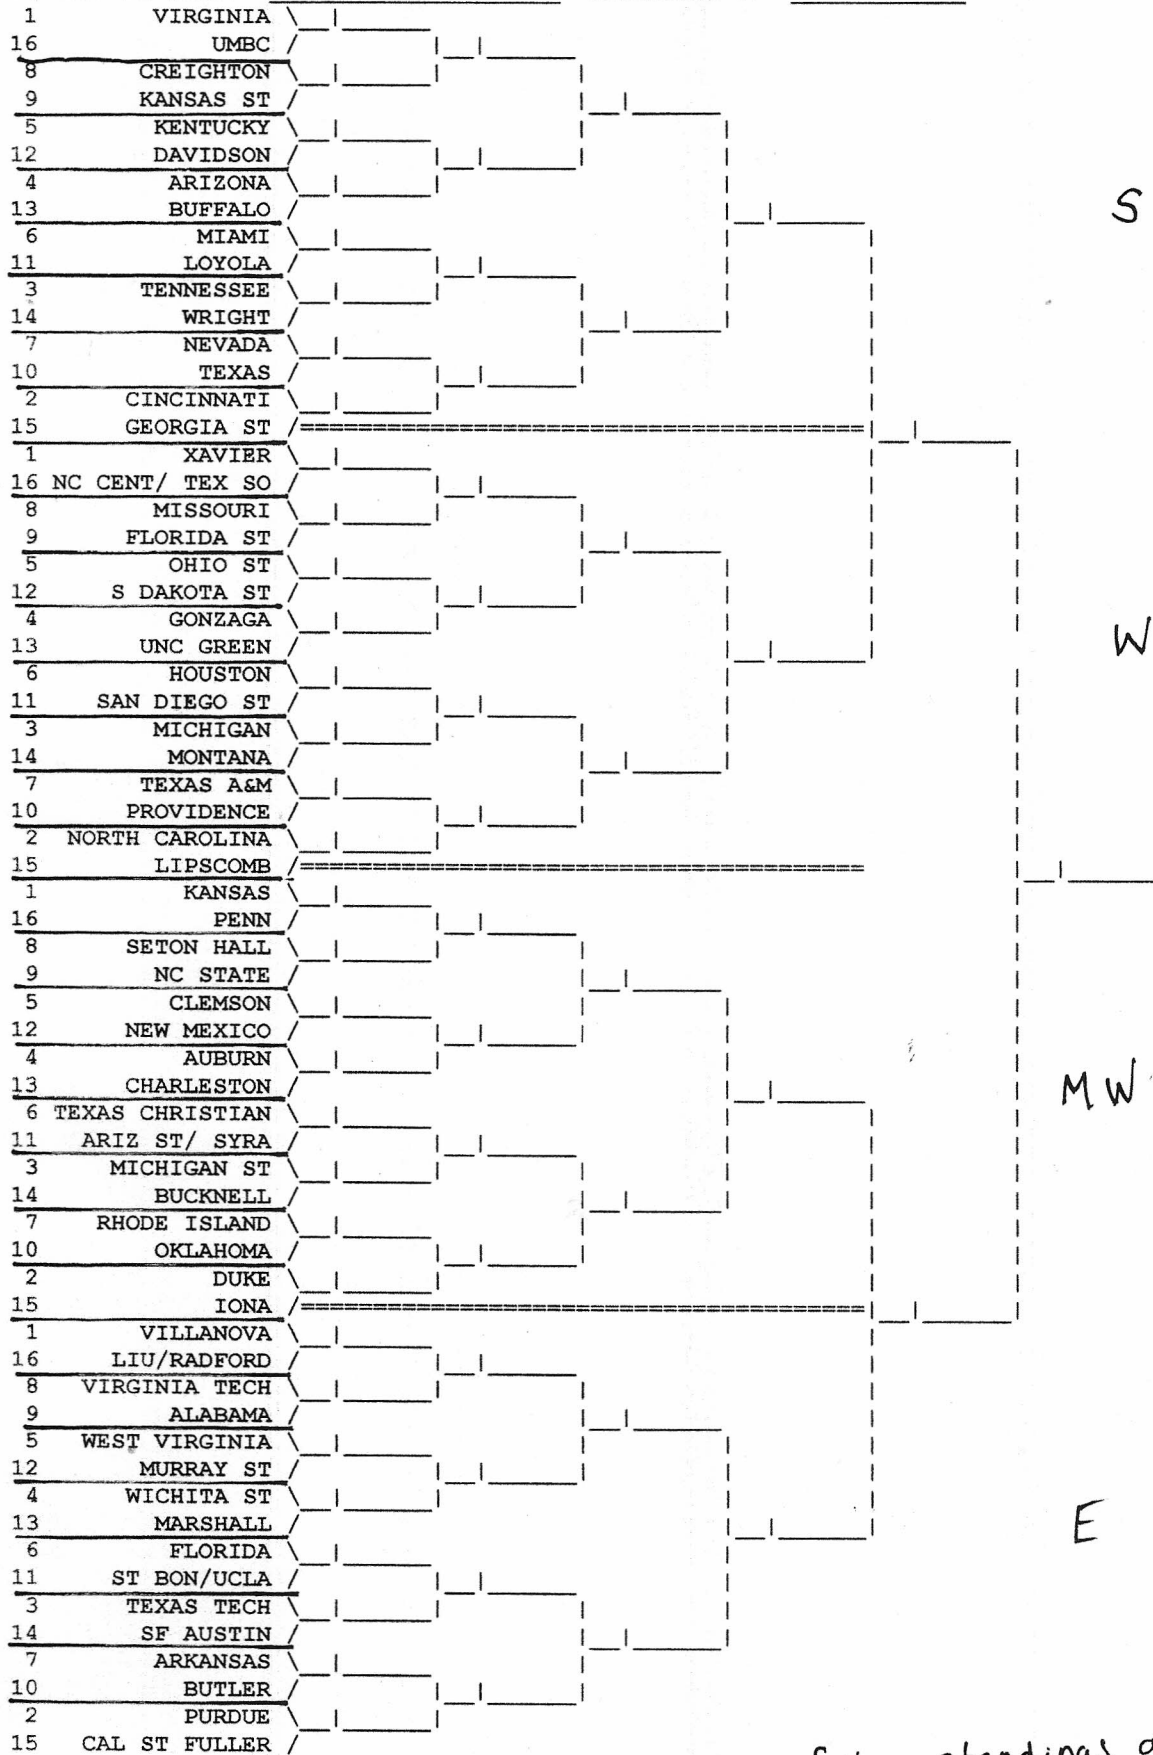 1 VIRGINIA
16 UMBC
8 CREIGHTON
9 KANSAS ST
5 KENTUCKY
12 DAVIDSON
4 ARIZONA
13 BUFFALO
S
6 MIAMI
11 LOYOLA
3 TENNESSEE
14 WRIGHT
7 NEVADA
10 TEXAS
2 CINCINNATI
15 GEORGIA ST
1 XAVIER
16 NC CENT/ TEX SO
8 MISSOURI
9 FLORIDA ST
5 OHIO ST
12 S DAKOTA ST
4 GONZAGA
13 UNC GREEN
W
6 HOUSTON
11 SAN DIEGO ST
3 MICHIGAN
14 MONTANA
7 TEXAS A&M
10 PROVIDENCE
2 NORTH CAROLINA
15 LIPSCOMB
1 KANSAS
16 PENN
8 SETON HALL
9 NC STATE
5 CLEMSON
12 NEW MEXICO
4 AUBURN
13 CHARLESTON
MW
6 TEXAS CHRISTIAN
11 ARIZ ST/ SYRA
3 MICHIGAN ST
14 BUCKNELL
7 RHODE ISLAND
10 OKLAHOMA
2 DUKE
15 IONA
1 VILLANOVA
16 LIU/RADFORD
8 VIRGINIA TECH
9 ALABAMA
5 WEST VIRGINIA
12 MURRAY ST
4 WICHITA ST
13 MARSHALL
E
6 FLORIDA
11 ST BON/UCLA
3 TEXAS TECH
14 SF AUSTIN
7 ARKANSAS
10 BUTLER
2 PURDUE
15 CAL ST FULLER
standings